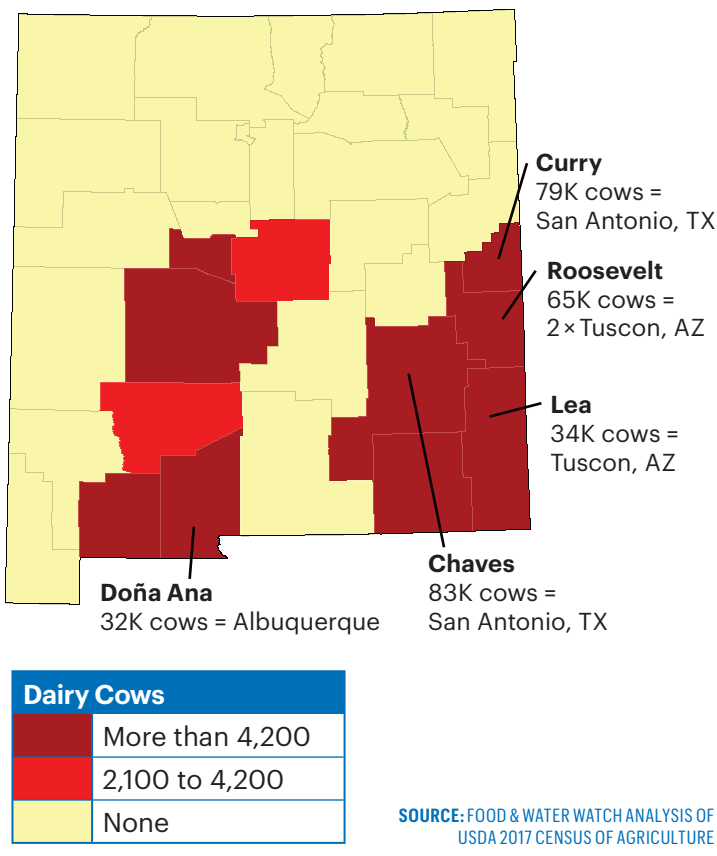 Curry
79K cows =
San Antonio, TX
Roosevelt
65K cows =
2×Tuscon, AZ
Lea
34K cows =
Tuscon, AZ
Chaves
83K cows =
San Antonio, TX
Doña Ana
32K cows = Albuquerque
Dairy Cows
More than 4,200
2,100 to 4,200
None
SOURCE: FOOD & WATER WATCH ANALYSIS OF
USDA 2017 CENSUS OF AGRICULTURE